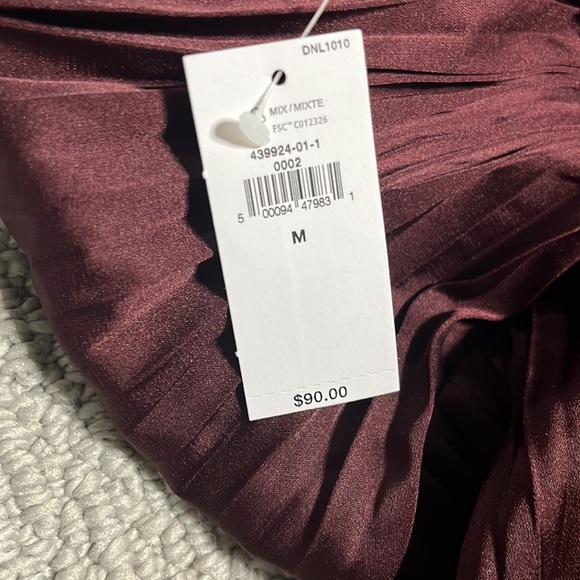 DNL1010
MIX/MIXTE
FSC™ C012326
439924-01-1
0002
5 00094 47983 1
M
$90.00